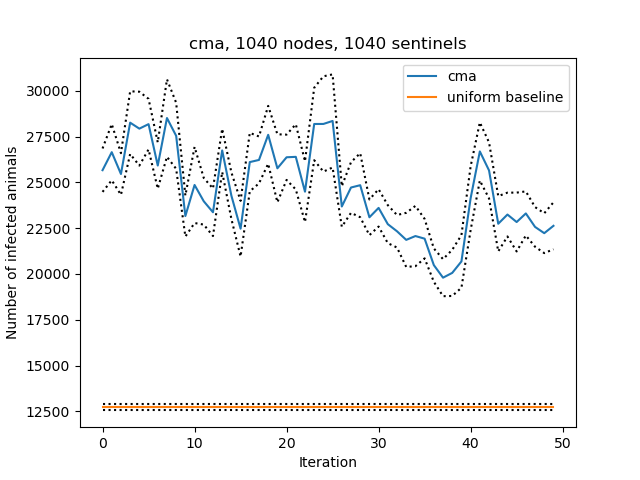 cma, 1040 nodes, 1040 sentinels
cma
uniform baseline
Number of infected animals
30000
27500
25000
22500
20000
17500
15000
12500
0 10 20 30 40 50
Iteration